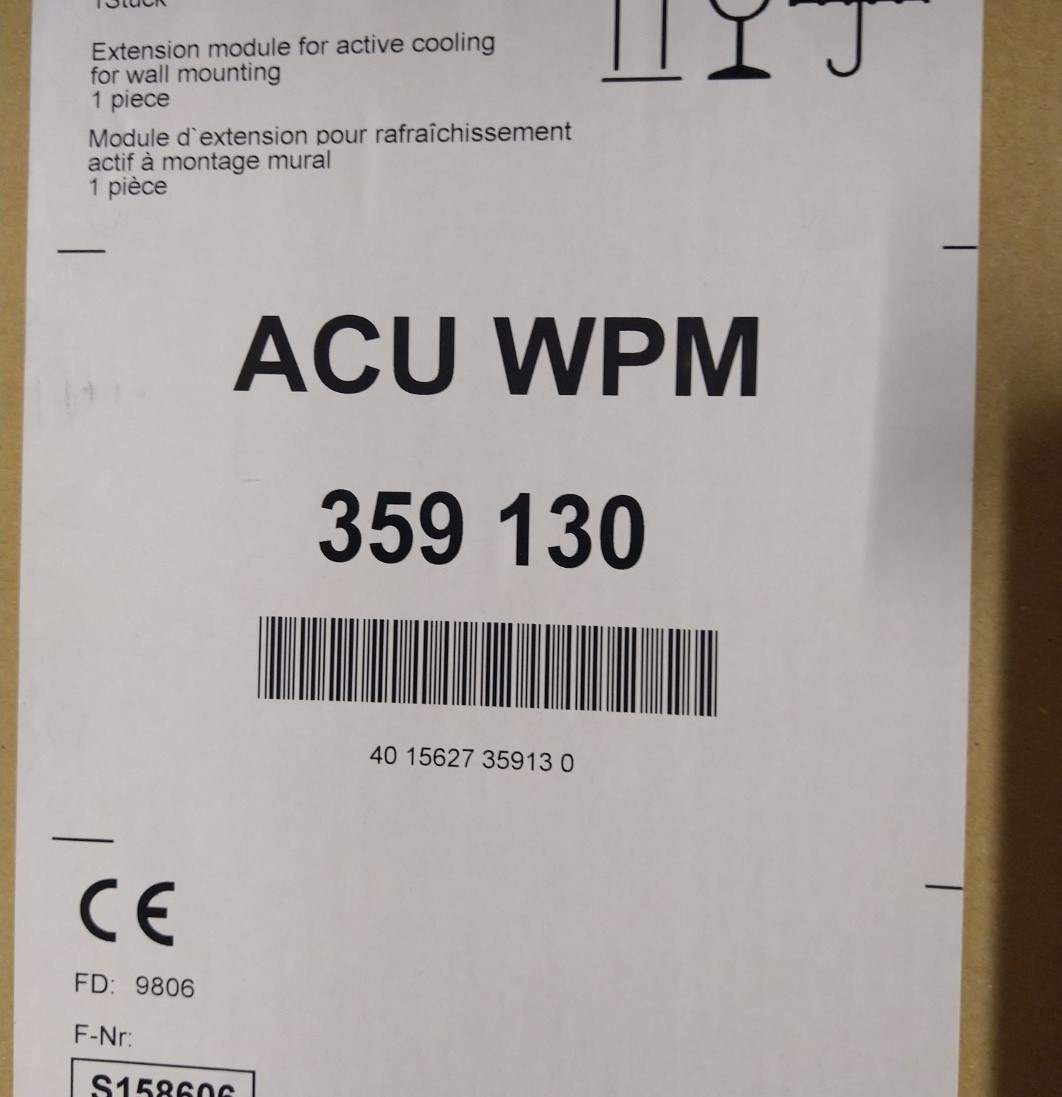 1Stück
Extension module for active cooling
for wall mounting
1 piece
Module d`extension pour rafraîchissement
actif à montage mural
1 pièce
ACU WPM
359 130
40 15627 35913 0
CE
FD: 9806
F-Nr:
S158606